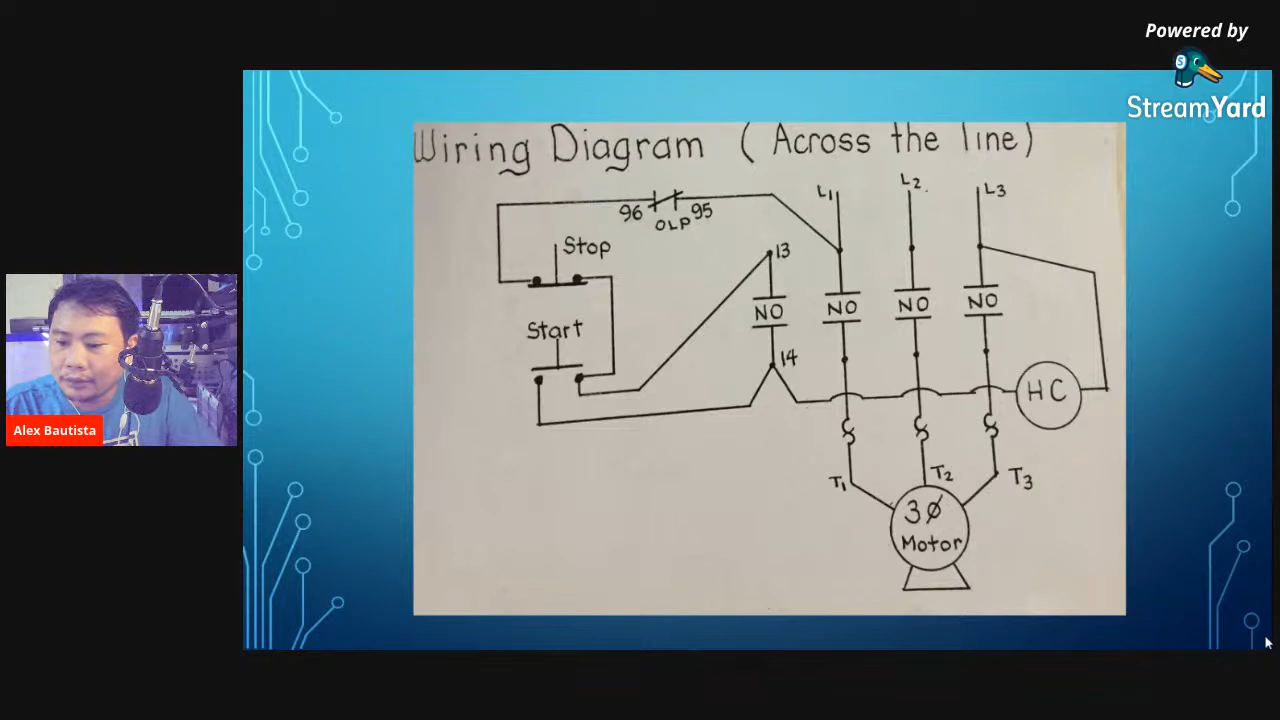 Powered by
StreamYard
Wiring Diagram (Across the line)
L1
L2.
L3
96
95
OLP
Stop
13
Start
NO
NO
NO
NO
14
HC
T1
T2
T3
3Ø
Motor
Alex Bautista
S